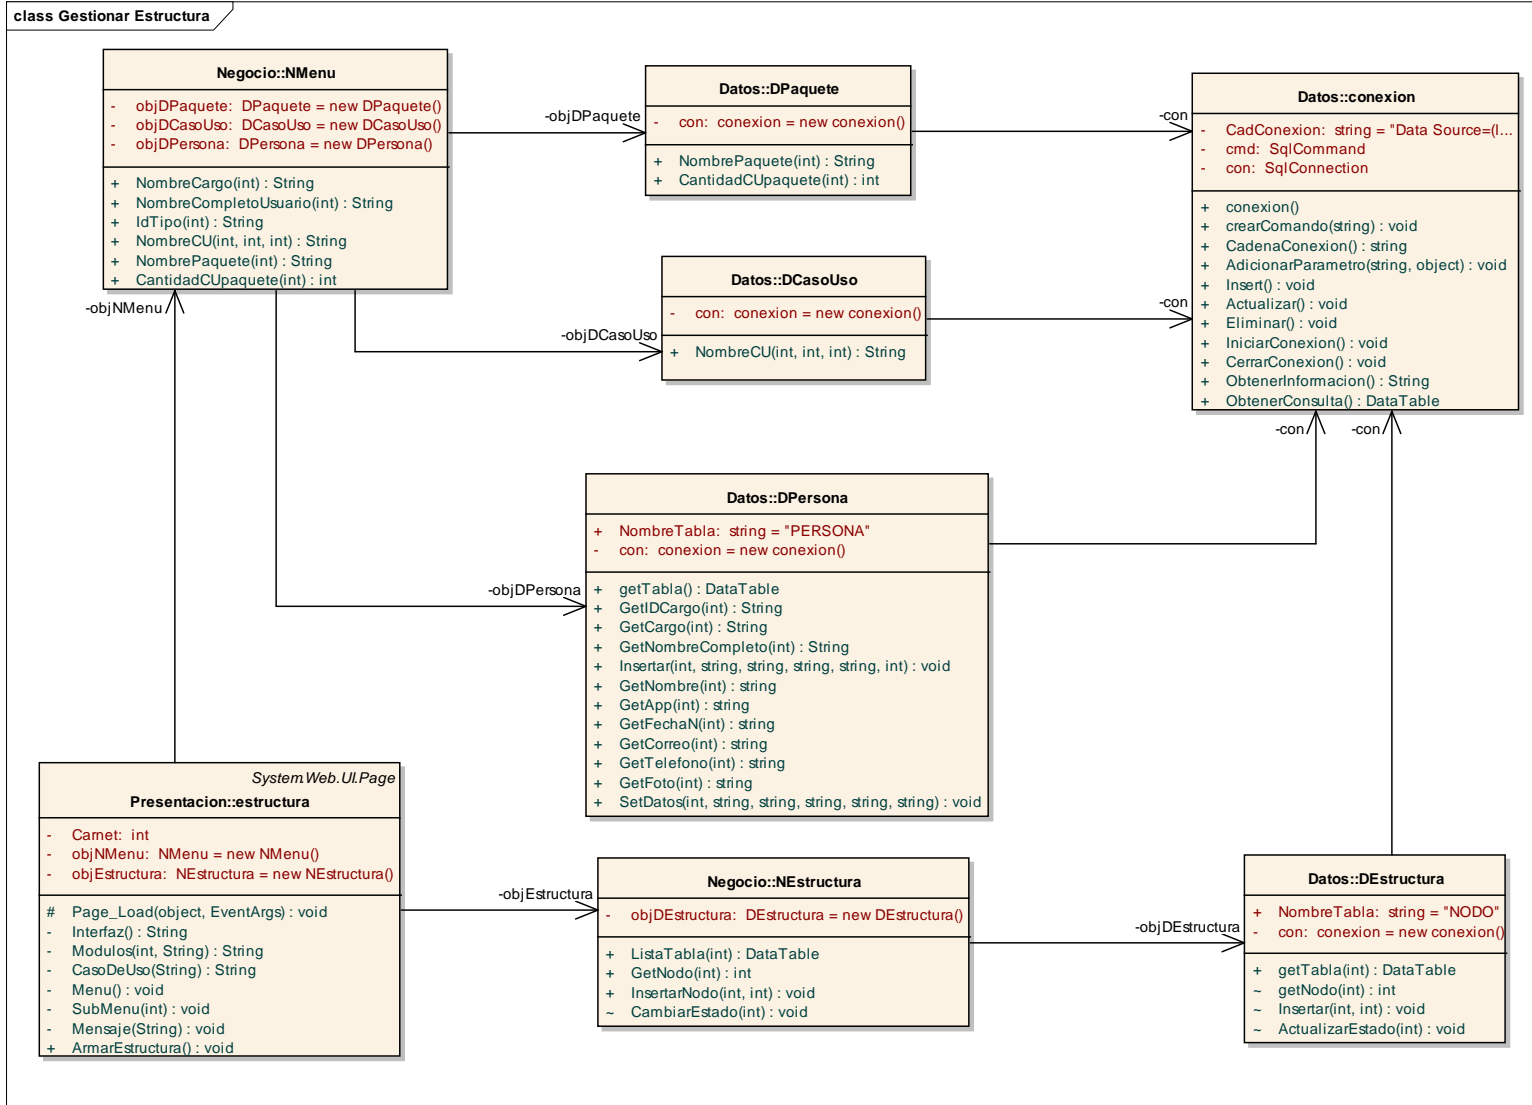 class Gestionar Estructura
Negocio::NMenu
- objDPaquete: DPaquete = new DPaquete()
- objDCasoUso: DCasoUso = new DCasoUso()
- objDPersona: DPersona = new DPersona()
+ NombreCargo(int) : String
+ NombreCompletoUsuario(int) : String
+ IdTipo(int) : String
+ NombreCU(int, int, int) : String
+ NombrePaquete(int) : String
+ CantidadCUpaquete(int) : int
-objDPaquete
Datos::DPaquete
- con: conexion = new conexion()
+ NombrePaquete(int) : String
+ CantidadCUpaquete(int) : int
-con
Datos::conexion
- CadConexion: string = "Data Source=(l...
- cmd: SqlCommand
- con: SqlConnection
+ conexion()
+ crearComando(string) : void
+ CadenaConexion() : string
+ AdicionarParametro(string, object) : void
+ Insert() : void
+ Actualizar() : void
+ Eliminar() : void
+ IniciarConexion() : void
+ CerrarConexion() : void
+ ObtenerInformacion() : String
+ ObtenerConsulta() : DataTable
-objNMenu
-objDCasoUso
Datos::DCasoUso
- con: conexion = new conexion()
+ NombreCU(int, int, int) : String
-con
-con
-con
-objDPersona
Datos::DPersona
+ NombreTabla: string = "PERSONA"
- con: conexion = new conexion()
+ getTabla() : DataTable
+ GetIDCargo(int) : String
+ GetCargo(int) : String
+ GetNombreCompleto(int) : String
+ Insertar(int, string, string, string, string, int) : void
+ GetNombre(int) : string
+ GetApp(int) : string
+ GetFechaN(int) : string
+ GetCorreo(int) : string
+ GetTelefono(int) : string
+ GetFoto(int) : string
+ SetDatos(int, string, string, string, string, string) : void
System.Web.UI.Page
Presentacion::estructura
- Carnet: int
- objNMenu: NMenu = new NMenu()
- objEstructura: NEstructura = new NEstructura()
# Page_Load(object, EventArgs) : void
- Interfaz() : String
- Modulos(int, String) : String
- CasoDeUso(String) : String
- Menu() : void
- SubMenu(int) : void
- Mensaje(String) : void
+ ArmarEstructura() : void
-objEstructura
Negocio::NEstructura
- objDEstructura: DEstructura = new DEstructura()
+ ListaTabla(int) : DataTable
+ GetNodo(int) : int
+ InsertarNodo(int, int) : void
~ CambiarEstado(int) : void
-objDEstructura
Datos::DEstructura
+ NombreTabla: string = "NODO"
- con: conexion = new conexion()
+ getTabla(int) : DataTable
~ getNodo(int) : int
~ Insertar(int, int) : void
~ ActualizarEstado(int) : void